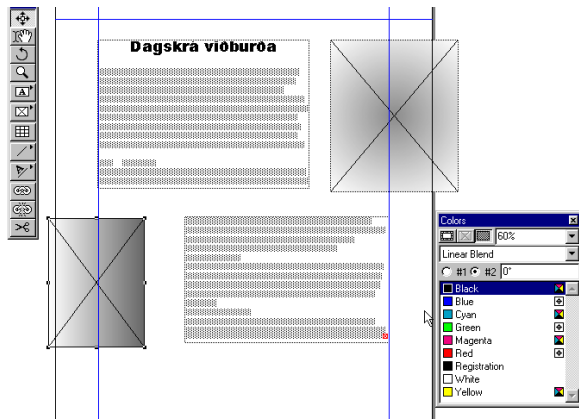 Dagskrá viðburða
A
Colors
60%
Linear Blend
#1 #2 0°
Black
Blue
Cyan
Green
Magenta
Red
Registration
White
Yellow